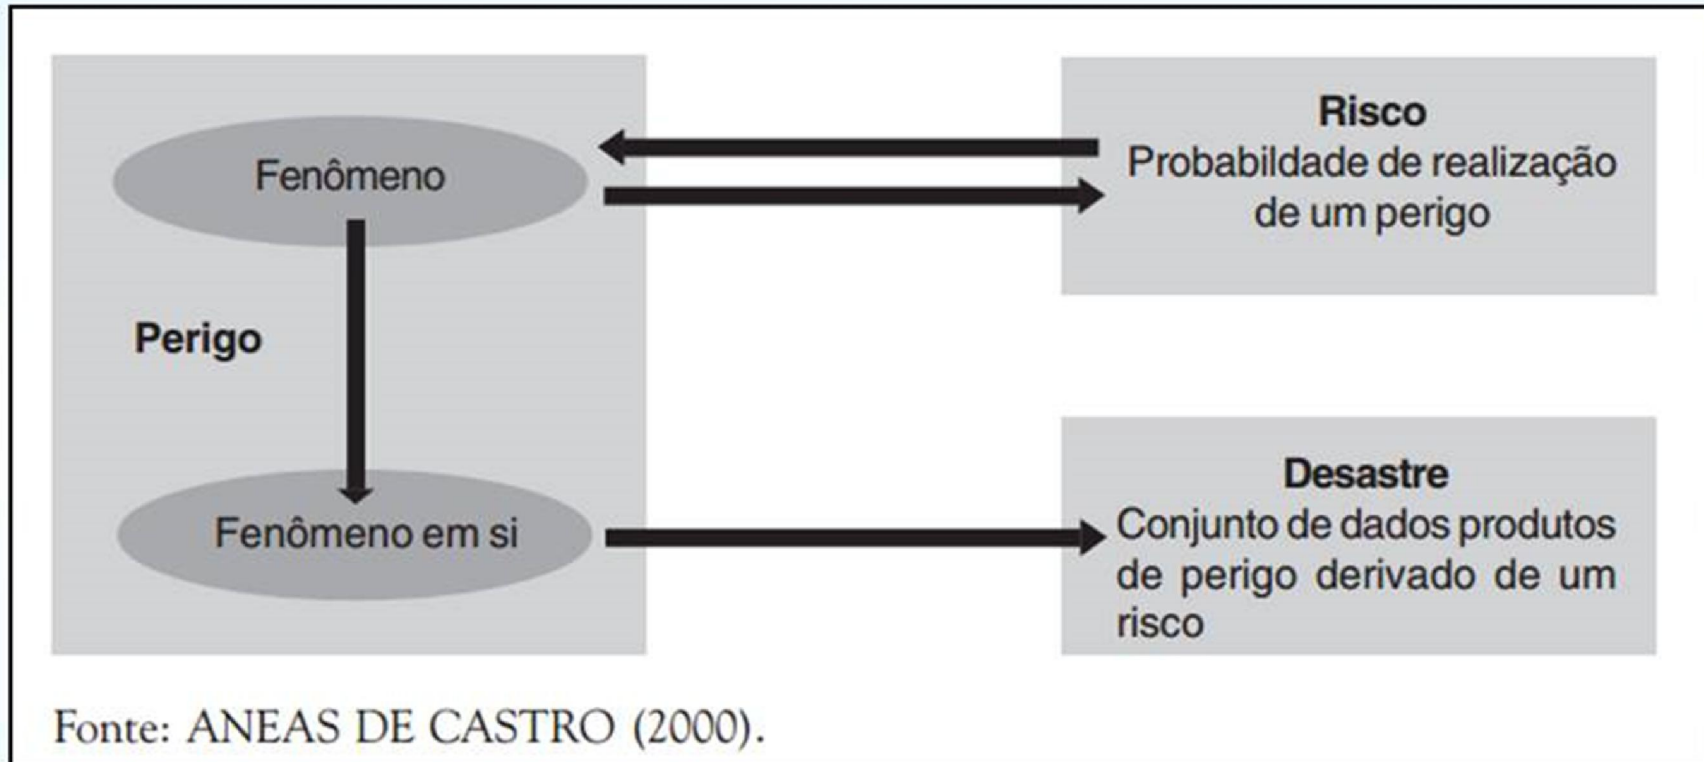 Fenômeno
Perigo
Fenômeno em si
Risco
Probabildade de realização
de um perigo
Desastre
Conjunto de dados produtos
de perigo derivado de um
risco
Fonte: ANEAS DE CASTRO (2000).